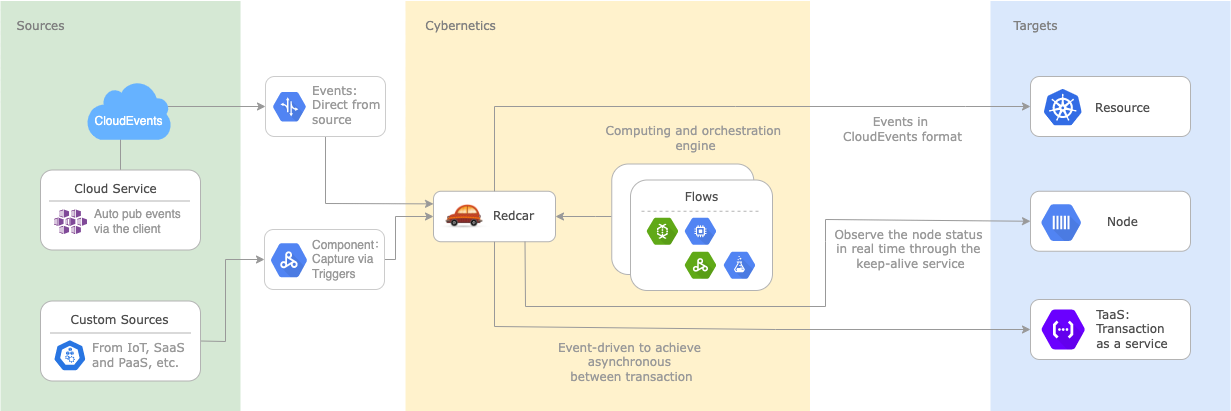 Sources
CloudEvents
Cloud Service
Auto pub events
via the client
Custom Sources
From IoT, SaaS
and PaaS, etc.
Events:
Direct from
source
Component:
Capture via
Triggers
Cybernetics
Redcar
Computing and orchestration
engine
Flows
Event-driven to achieve
asynchronous
between transaction
Events in
CloudEvents format
Observe the node status
in real time through the
keep-alive service
Targets
Resource
Node
TaaS:
Transaction
as a service